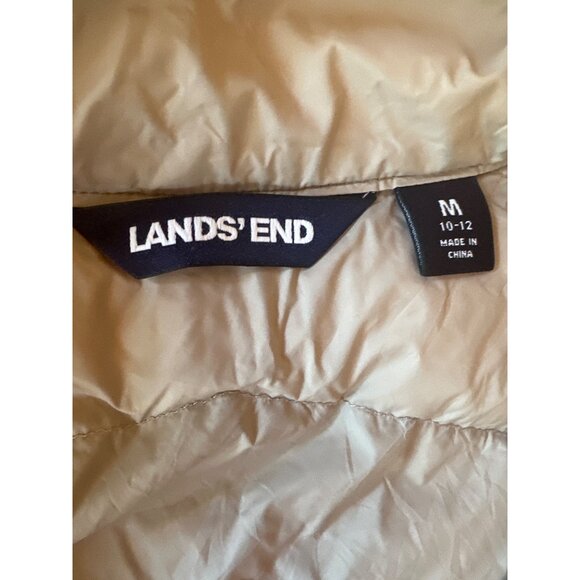 LANDS' END
M
10-12
MADE IN
CHINA